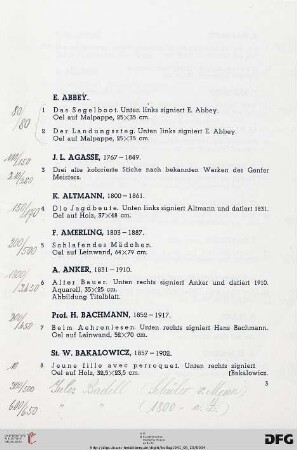 E. ABBEY.
80/80
1 Das Segelboot. Unten links signiert E. Abbey.
Oel auf Malpappe, 25×35 cm.
2 Der Landungssteg. Unten links signiert E. Abbey.
Oel auf Malpappe, 25×35 cm.
J. L. AGASSE, 1767 – 1849.
3 Drei alte kolorierte Stiche nach bekannten Werken des Genfer
Meisters.
K. ALTMANN, 1800 – 1861.
4 Die Jagdbeute. Unten links signiert Altmann und datiert 1831.
Oel auf Holz, 37×48 cm.
F. AMERLING, 1803 – 1887.
5 Schlafendes Mädchen.
Oel auf Leinwand, 64×79 cm.
A. ANKER, 1831 – 1910.
6 Alter Bauer. Unten rechts signiert Anker und datiert 1910.
Aquarell, 35×25 cm.
Abbildung Titelblatt.
Prof. H. BACHMANN, 1852 – 1917.
7 Beim Aehrenlesen. Unten rechts signiert Hans Bachmann.
Oel auf Leinwand, 52×70 cm.
St. W. BAKALOWICZ, 1857 – 1902.
8 Jeune fille avec perroquet. Unten rechts signiert
Oel auf Holz, 32,5×23,5 cm. (Bakalowicz.
3
600/650
DFG